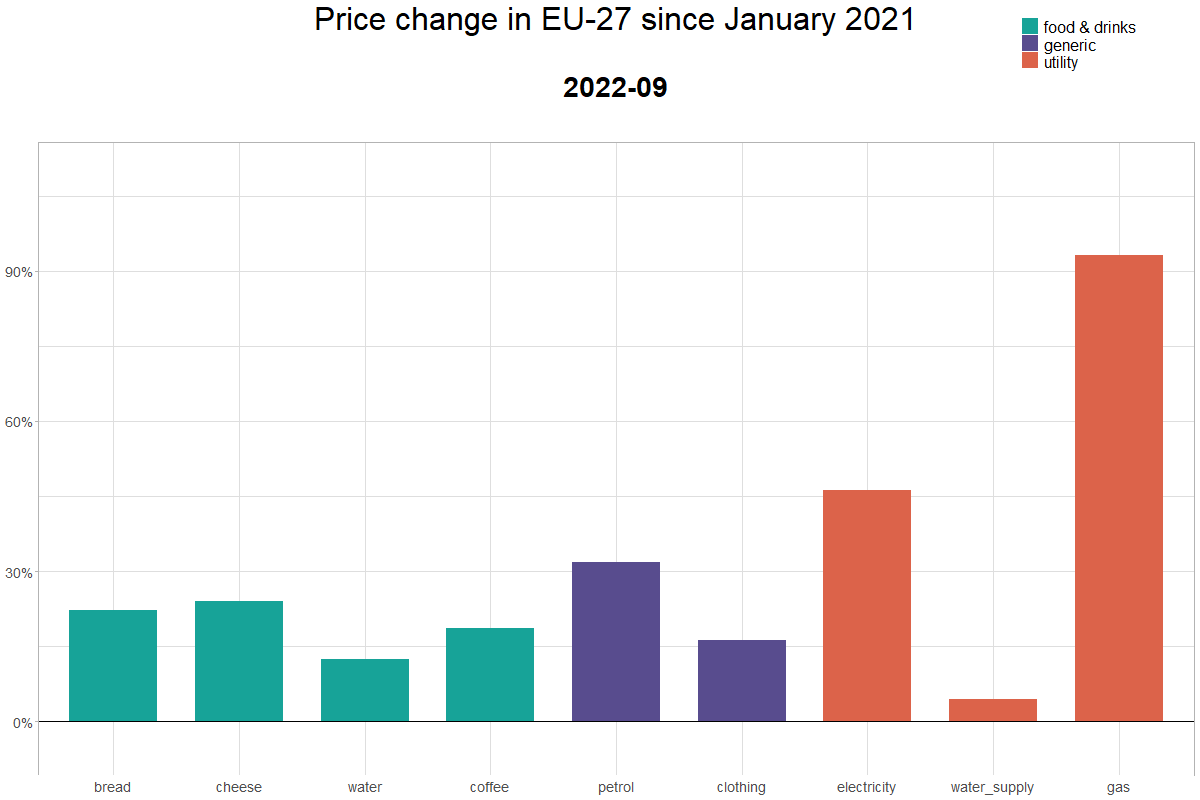 Price change in EU-27 since January 2021
food & drinks
generic
utility
2022-09
90%
60%
30%
0%
bread cheese water coffee petrol clothing electricity water_supply gas